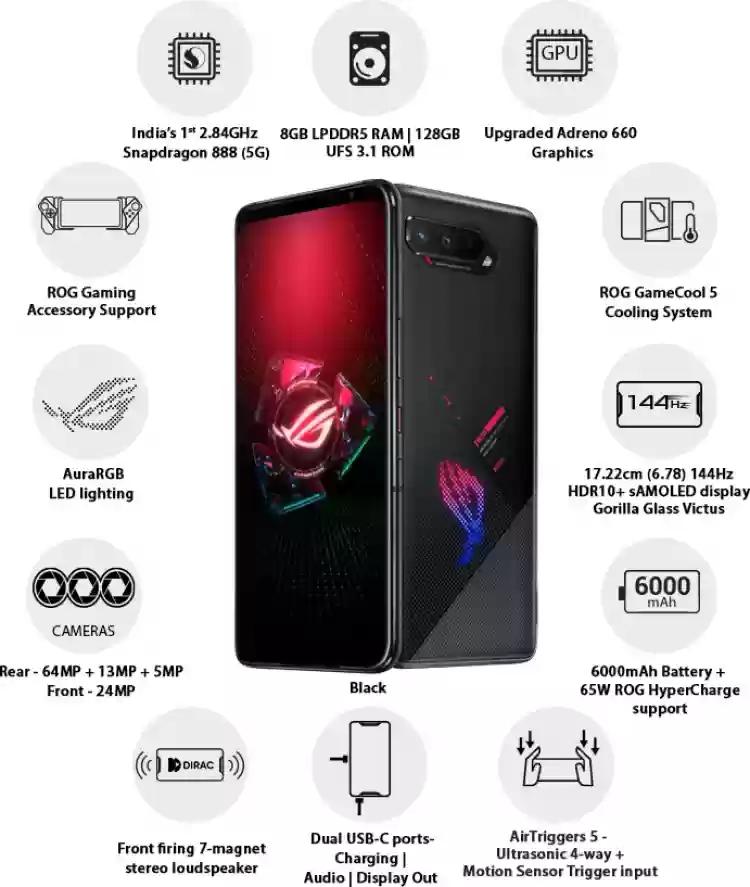 GPU
India's 1st 2.84GHz
Snapdragon 888 (5G)
8GB LPDDR5 RAM | 128GB
UFS 3.1 ROM
Upgraded Adreno 660
Graphics
ROG Gaming
Accessory Support
ROG GameCool 5
Cooling System
AuraRGB
LED lighting
144Hz
17.22cm (6.78) 144Hz
HDR10+ sAMOLED display
Gorilla Glass Victus
CAMERAS
Rear - 64MP + 13MP + 5MP
Front - 24MP
6000
mAh
6000mAh Battery +
65W ROG HyperCharge
support
Black
DIRAC
Front firing 7-magnet
stereo loudspeaker
Dual USB-C ports-
Charging |
Audio | Display Out
AirTriggers 5 -
Ultrasonic 4-way +
Motion Sensor Trigger input